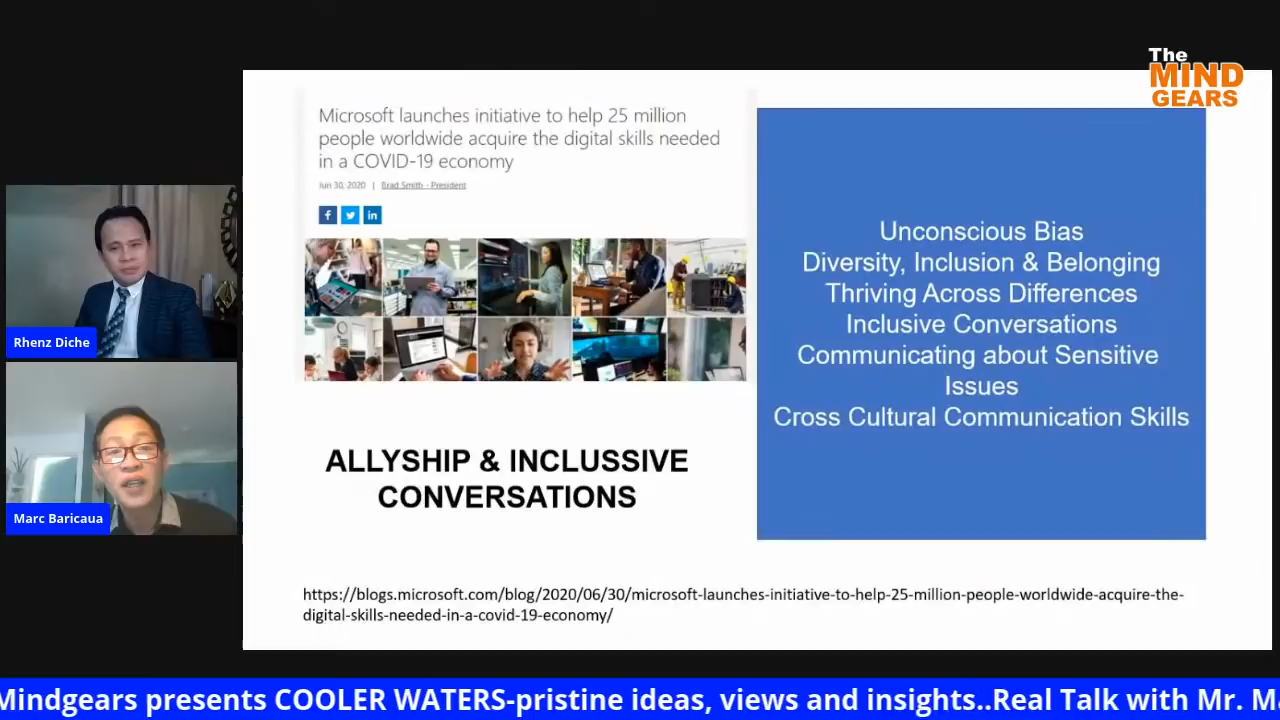 The
MIND
GEARS
Microsoft launches initiative to help 25 million
people worldwide acquire the digital skills needed
in a COVID-19 economy
Jun 30, 2020 | Brad Smith - President
f in
Unconscious Bias
Diversity, Inclusion & Belonging
Thriving Across Differences
Inclusive Conversations
Communicating about Sensitive
Issues
Cross Cultural Communication Skills
Rhenz Diche
Marc Baricaua
ALLYSHIP & INCLUSSIVE
CONVERSATIONS
https://blogs.microsoft.com/blog/2020/06/30/microsoft-launches-initiative-to-help-25-million-people-worldwide-acquire-the-
digital-skills-needed-in-a-covid-19-economy/
Mindgears presents COOLER WATERS-pristine ideas, views and insights..Real Talk with Mr. Ma